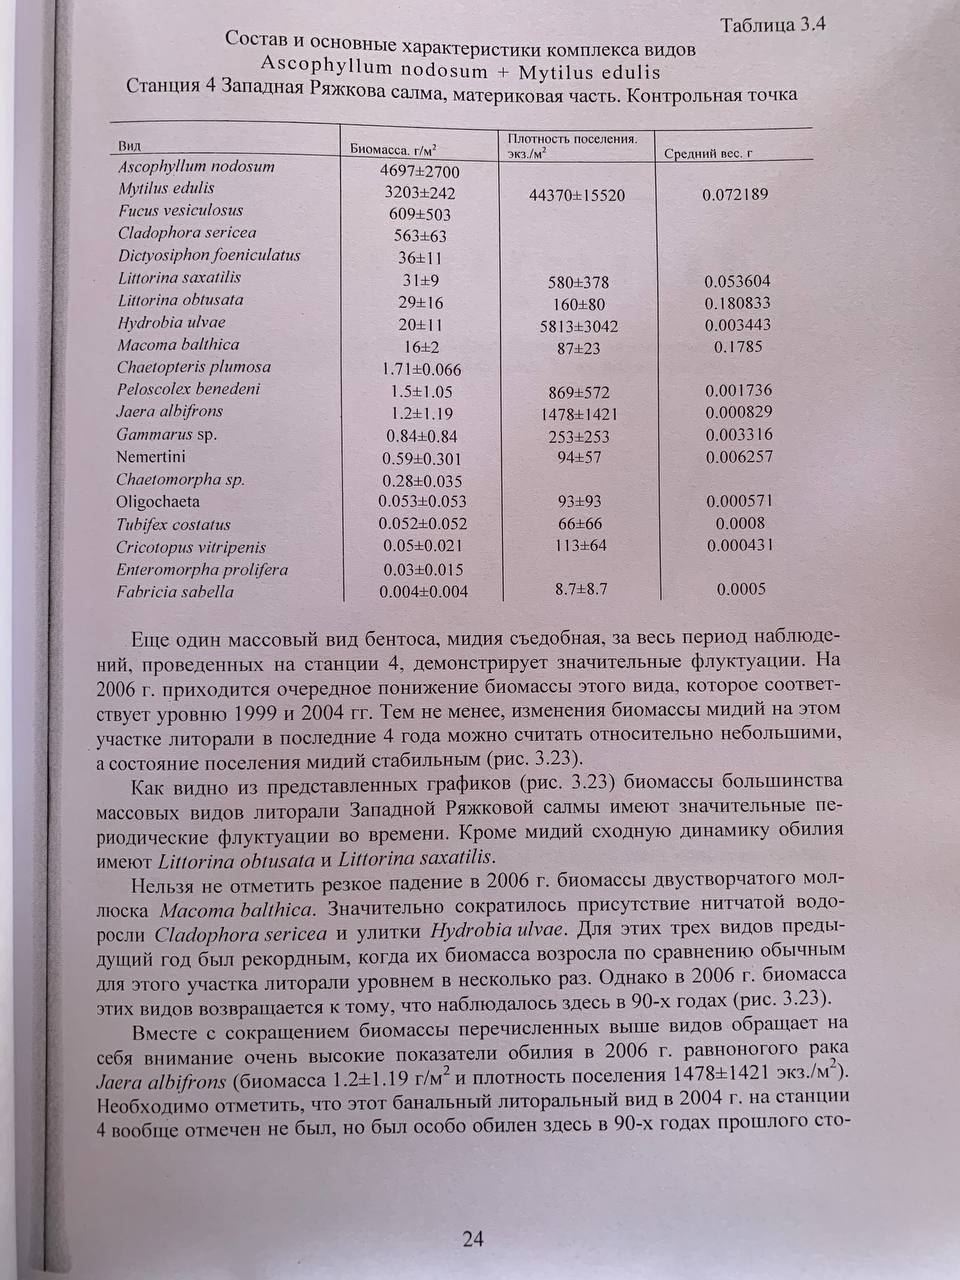 Таблица 3.4
Состав и основные характеристики комплекса видов
Ascophyllum nodosum + Mytilus edulis
Станция 4 Западная Ряжкова салма, материковая часть. Контрольная точка
Вид Биомасса. г/м² Плотность поселения. экз./м² Средний вес. г
Ascophyllum nodosum 4697±2700
Mytilus edulis 3203±242 44370±15520 0.072189
Fucus vesiculosus 609±503
Cladophora sericea 563±63
Dictyosiphon foeniculatus 36±11
Littorina saxatilis 31±9 580±378 0.053604
Littorina obtusata 29±16 160±80 0.180833
Hydrobia ulvae 20±11 5813±3042 0.003443
Macoma balthica 16±2 87±23 0.1785
Chaetopteris plumosa 1.71±0.066
Peloscolex benedeni 1.5±1.05 869±572 0.001736
Jaera albifrons 1.2±1.19 1478±1421 0.000829
Gammarus sp. 0.84±0.84 253±253 0.003316
Nemertini 0.59±0.301 94±57 0.006257
Chaetomorpha sp. 0.28±0.035
Oligochaeta 0.053±0.053 93±93 0.000571
Tubifex costatus 0.052±0.052 66±66 0.0008
Cricotopus vitripenis 0.05±0.021 113±64 0.000431
Enteromorpha prolifera 0.03±0.015
Fabricia sabella 0.004±0.004 8.7±8.7 0.0005
Еще один массовый вид бентоса, мидия съедобная, за весь период наблюде-
ний, проведенных на станции 4, демонстрирует значительные флуктуации. На
2006 г. приходится очередное понижение биомассы этого вида, которое соответ-
ствует уровню 1999 и 2004 гг. Тем не менее, изменения биомассы мидий на этом
участке литорали в последние 4 года можно считать относительно небольшими,
а состояние поселения мидий стабильным (рис. 3.23).
Как видно из представленных графиков (рис. 3.23) биомассы большинства
массовых видов литорали Западной Ряжковой салмы имеют значительные пе-
риодические флуктуации во времени. Кроме мидий сходную динамику обилия
имеют Littorina obtusata и Littorina saxatilis.
Нельзя не отметить резкое падение в 2006 г. биомассы двустворчатого мол-
люска Macoma balthica. Значительно сократилось присутствие нитчатой водо-
росли Cladophora sericea и улитки Hydrobia ulvae. Для этих трех видов преды-
дущий год был рекордным, когда их биомасса возросла по сравнению обычным
для этого участка литорали уровнем в несколько раз. Однако в 2006 г. биомасса
этих видов возвращается к тому, что наблюдалось здесь в 90-х годах (рис. 3.23).
Вместе с сокращением биомассы перечисленных выше видов обращает на
себя внимание очень высокие показатели обилия в 2006 г. равноногого рака
Jaera albifrons (биомасса 1.2±1.19 г/м² и плотность поселения 1478±1421 экз./м²).
Необходимо отметить, что этот банальный литоральный вид в 2004 г. на станции
4 вообще отмечен не был, но был особо обилен здесь в 90-х годах прошлого сто-
24